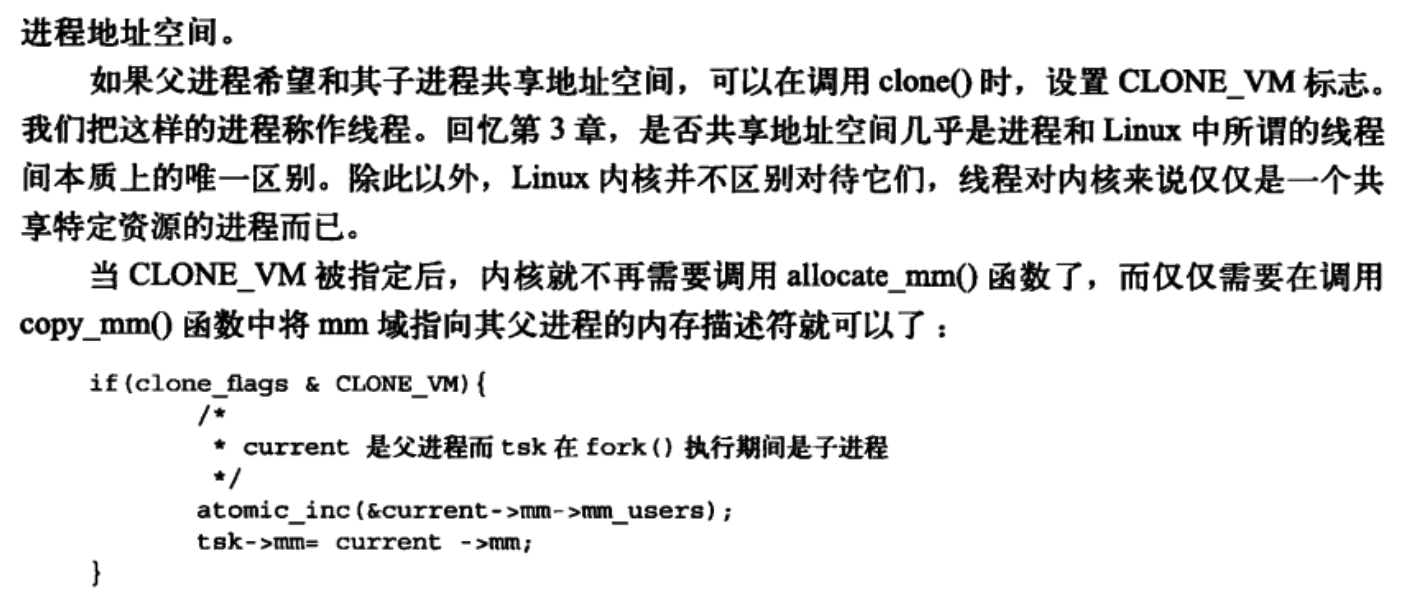 进程地址空间。
如果父进程希望和其子进程共享地址空间，可以在调用 clone() 时，设置 CLONE_VM 标志。
我们把这样的进程称作线程。回忆第 3 章，是否共享地址空间几乎是进程和 Linux 中所谓的线程
间本质上的唯一区别。除此以外，Linux 内核并不区别对待它们，线程对内核来说仅仅是一个共
享特定资源的进程而已。
当 CLONE_VM 被指定后，内核就不再需要调用 allocate_mm() 函数了，而仅仅需要在调用
copy_mm() 函数中将 mm 域指向其父进程的内存描述符就可以了：
if(clone_flags & CLONE_VM){
/*
* current 是父进程而 tsk 在 fork() 执行期间是子进程
*/
atomic_inc(&current->mm->mm_users);
tsk->mm= current ->mm;
}